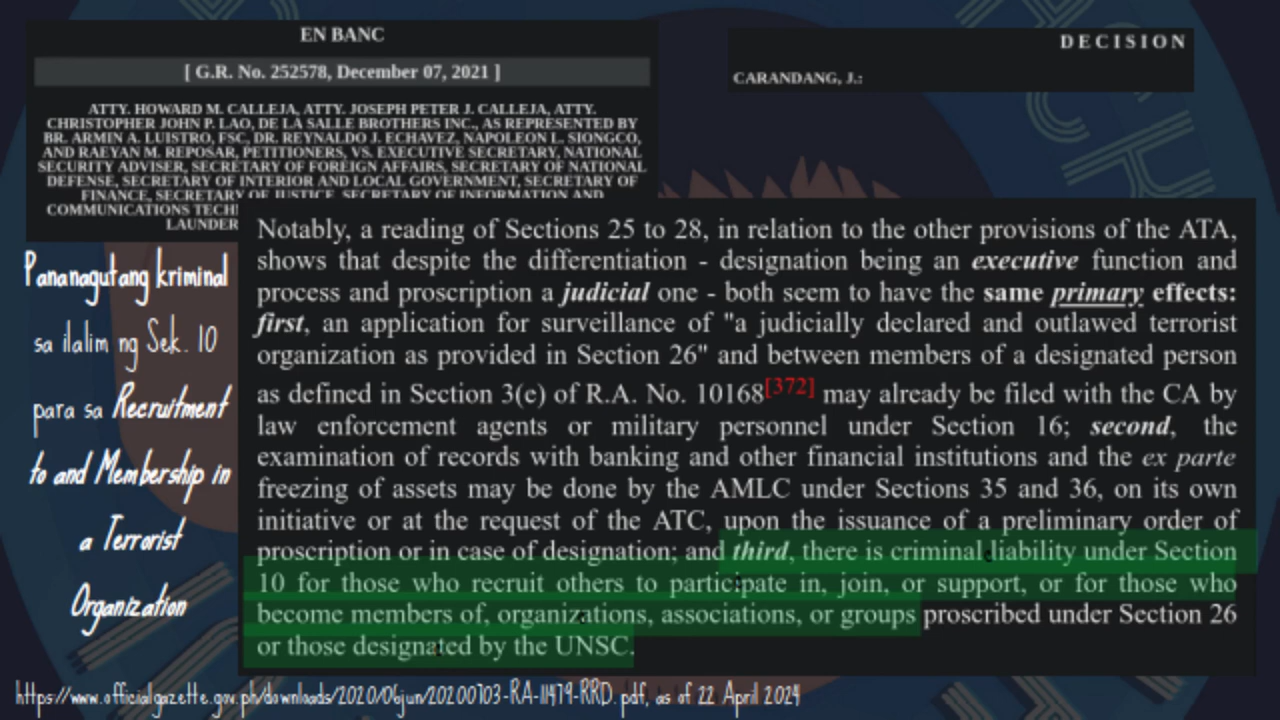 EN BANC
[ G.R. No. 252578, December 07, 2021 ]
ATTY. HOWARD M. CALLEJA, ATTY. JOSEPH PETER J. CALLEJA, ATTY.
CHRISTOPHER JOHN P. LAO, DE LA SALLE BROTHERS INC., AS REPRESENTED BY
BR. ARMIN A. LUISTRO, FSC, DR. REYNALDO J. ECHAVEZ, NAPOLEON L. SIONGCO,
AND RAEYAN M. REPOSAR, PETITIONERS, VS. EXECUTIVE SECRETARY, NATIONAL
SECURITY ADVISER, SECRETARY OF FOREIGN AFFAIRS, SECRETARY OF NATIONAL
DEFENSE, SECRETARY OF INTERIOR AND LOCAL GOVERNMENT, SECRETARY OF
FINANCE, SECRETARY OF JUSTICE, SECRETARY OF INFORMATION AND
COMMUNICATIONS TECH
LAUNDER
DECISION
CARANDANG, J.:
Notably, a reading of Sections 25 to 28, in relation to the other provisions of the ATA,
shows that despite the differentiation - designation being an executive function and
process and proscription a judicial one - both seem to have the same primary effects:
first, an application for surveillance of "a judicially declared and outlawed terrorist
organization as provided in Section 26" and between members of a designated person
as defined in Section 3(e) of R.A. No. 10168[372] may already be filed with the CA by
law enforcement agents or military personnel under Section 16; second, the
examination of records with banking and other financial institutions and the ex parte
freezing of assets may be done by the AMLC under Sections 35 and 36, on its own
initiative or at the request of the ATC, upon the issuance of a preliminary order of
proscription or in case of designation; and third, there is criminal liability under Section
10 for those who recruit others to participate in, join, or support, or for those who
become members of, organizations, associations, or groups proscribed under Section 26
or those designated by the UNSC.
Pananagutang kriminal
sa ilalim ng Sek. 10
para sa Recruitment
to and Membership in
a Terrorist
Organization
https://www.officialgazette.gov.ph/downloads/2020/06jun/20200703-RA-11479-RRD.pdf, as of 22 April 2024